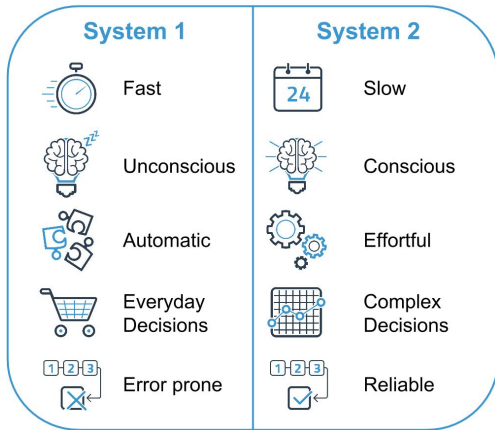 System 1
Fast
zzz
Unconscious
Automatic
Everyday
Decisions
1 2 3
Error prone
System 2
24
Slow
Conscious
Effortful
Complex
Decisions
1 2 3
Reliable